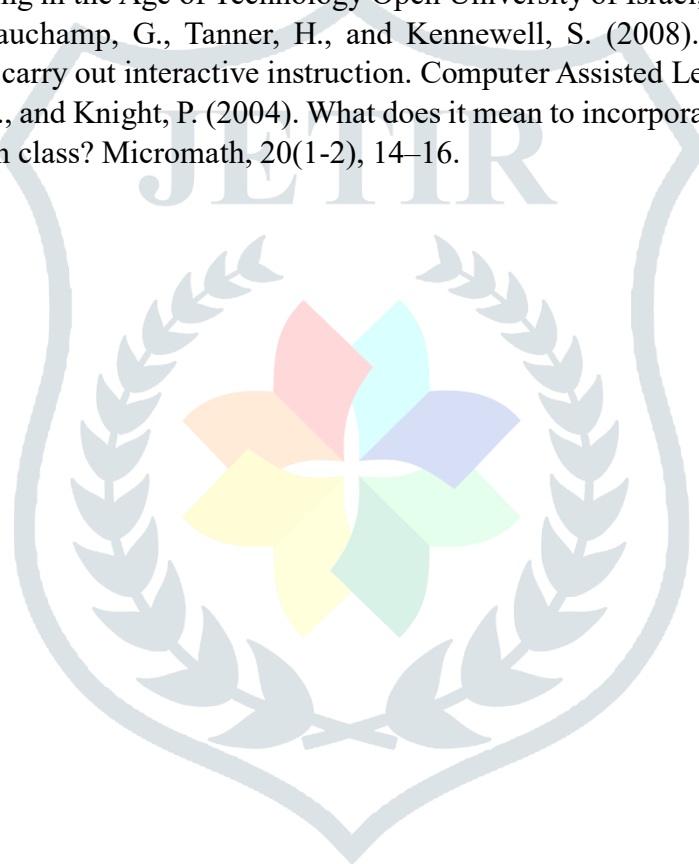 ing in the Age of Technology Open University of Israel,
auchamp, G., Tanner, H., and Kennewell, S. (2008).
carry out interactive instruction. Computer Assisted Le
., and Knight, P. (2004). What does it mean to incorpora
n class? Micromath, 20(1-2), 14–16.
JETIR